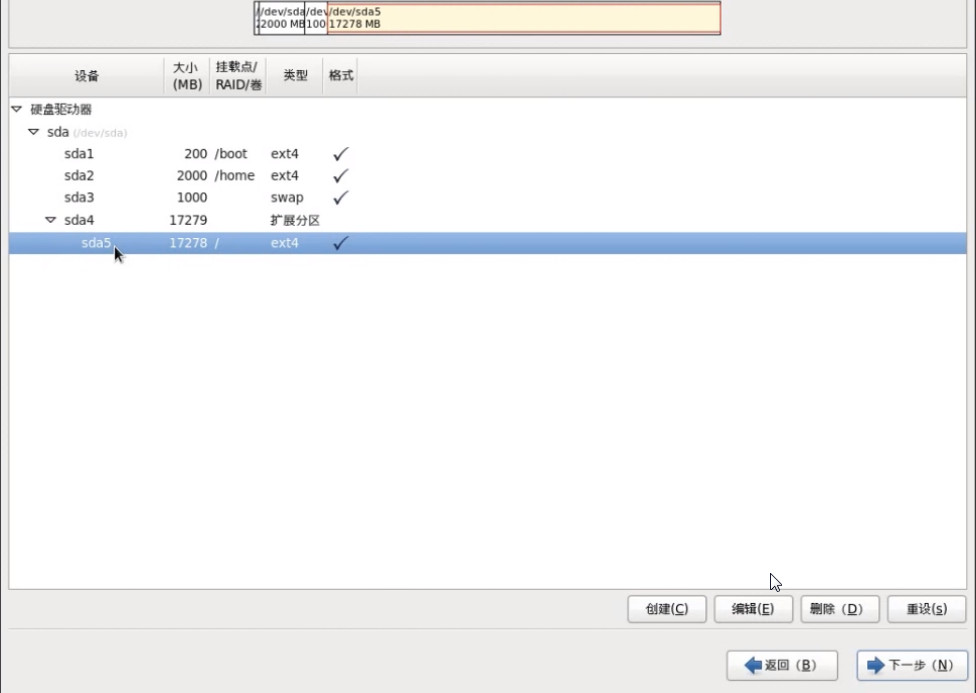 /dev/sda /dev /dev/sda5
2000 MB 100 17278 MB
设备 大小 (MB) 挂载点/ RAID/卷 类型 格式
硬盘驱动器
sda (/dev/sda)
sda1 200 /boot ext4
sda2 2000 /home ext4
sda3 1000 swap
sda4 17279 扩展分区
sda5 17278 / ext4
创建(C) 编辑(E) 删除（D） 重设(s)
返回（B） 下一步（N）